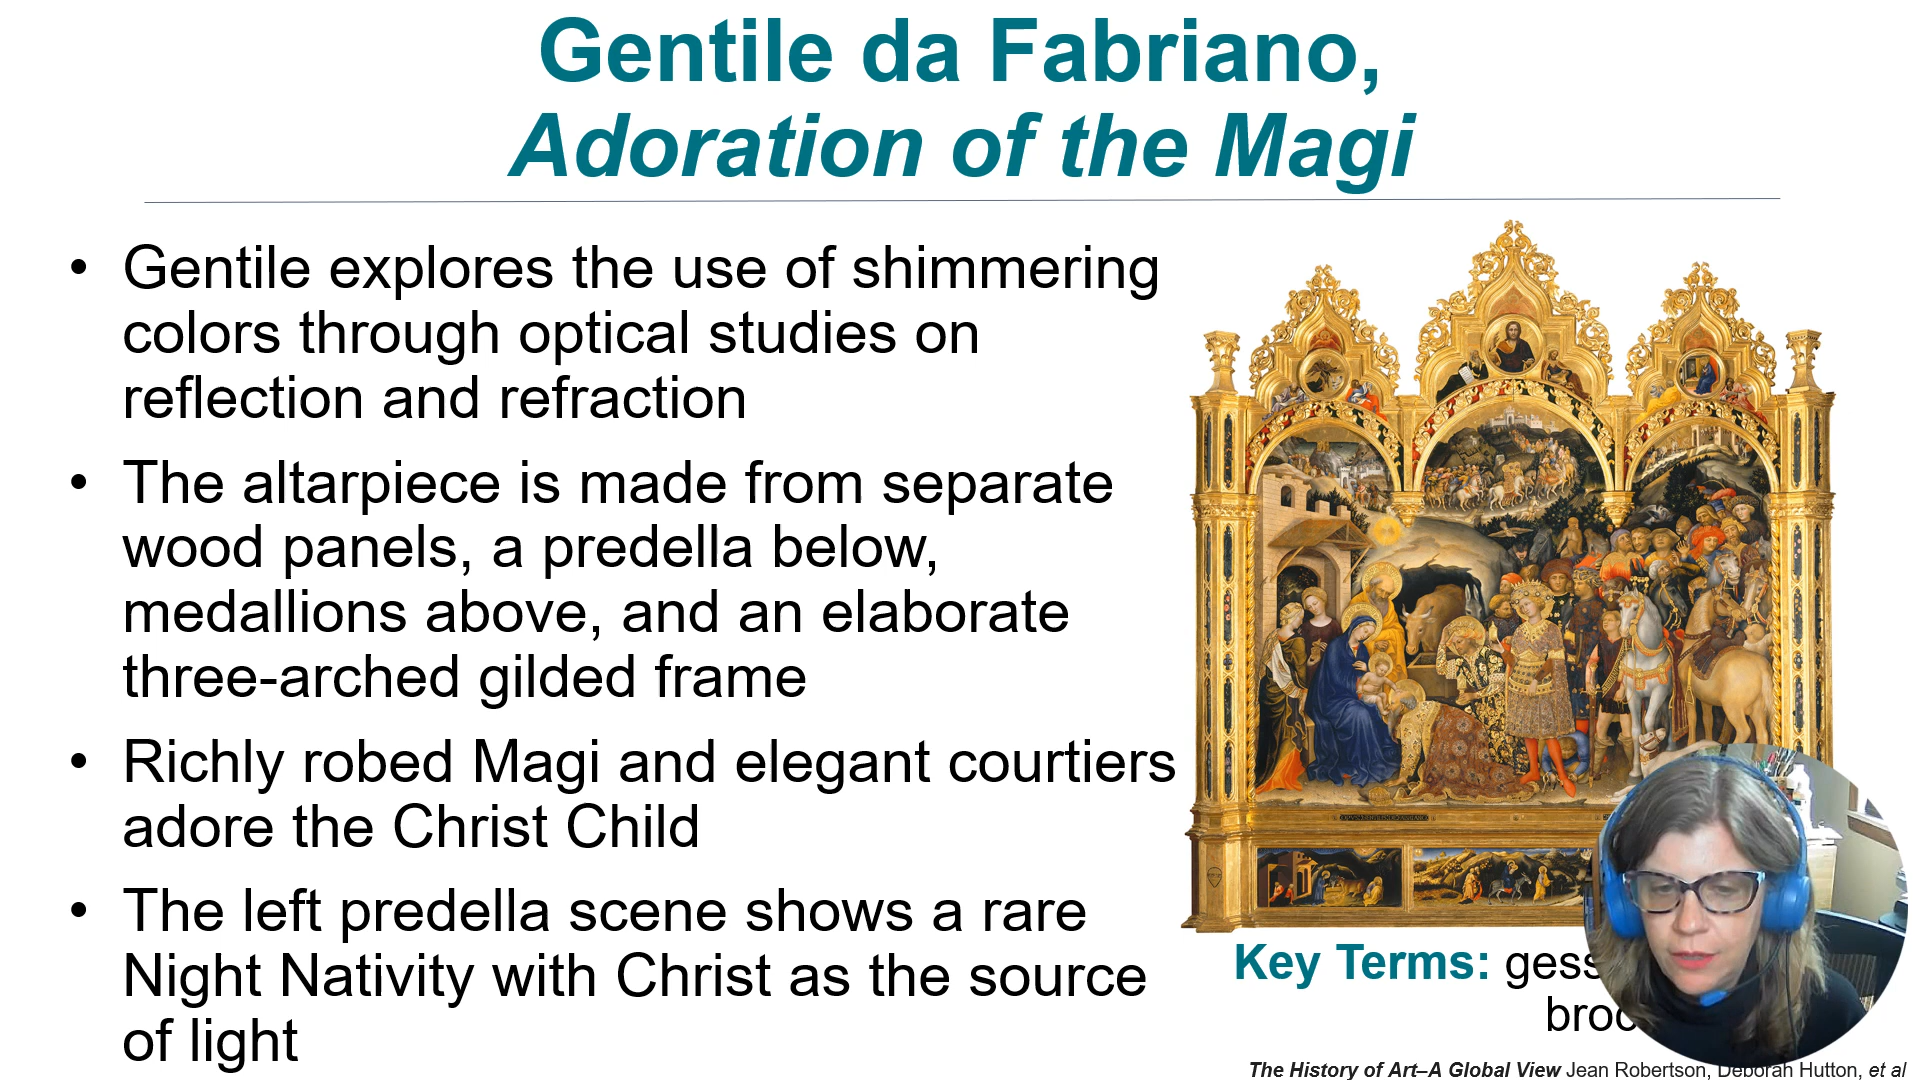 Gentile da Fabriano,
Adoration of the Magi
• Gentile explores the use of shimmering
colors through optical studies on
reflection and refraction
• The altarpiece is made from separate
wood panels, a predella below,
medallions above, and an elaborate
three-arched gilded frame
• Richly robed Magi and elegant courtiers
adore the Christ Child
• The left predella scene shows a rare
Night Nativity with Christ as the source
of light
Key Terms:
The History of Art–A Global View Jean Robertson, Deborah Hutton, et al